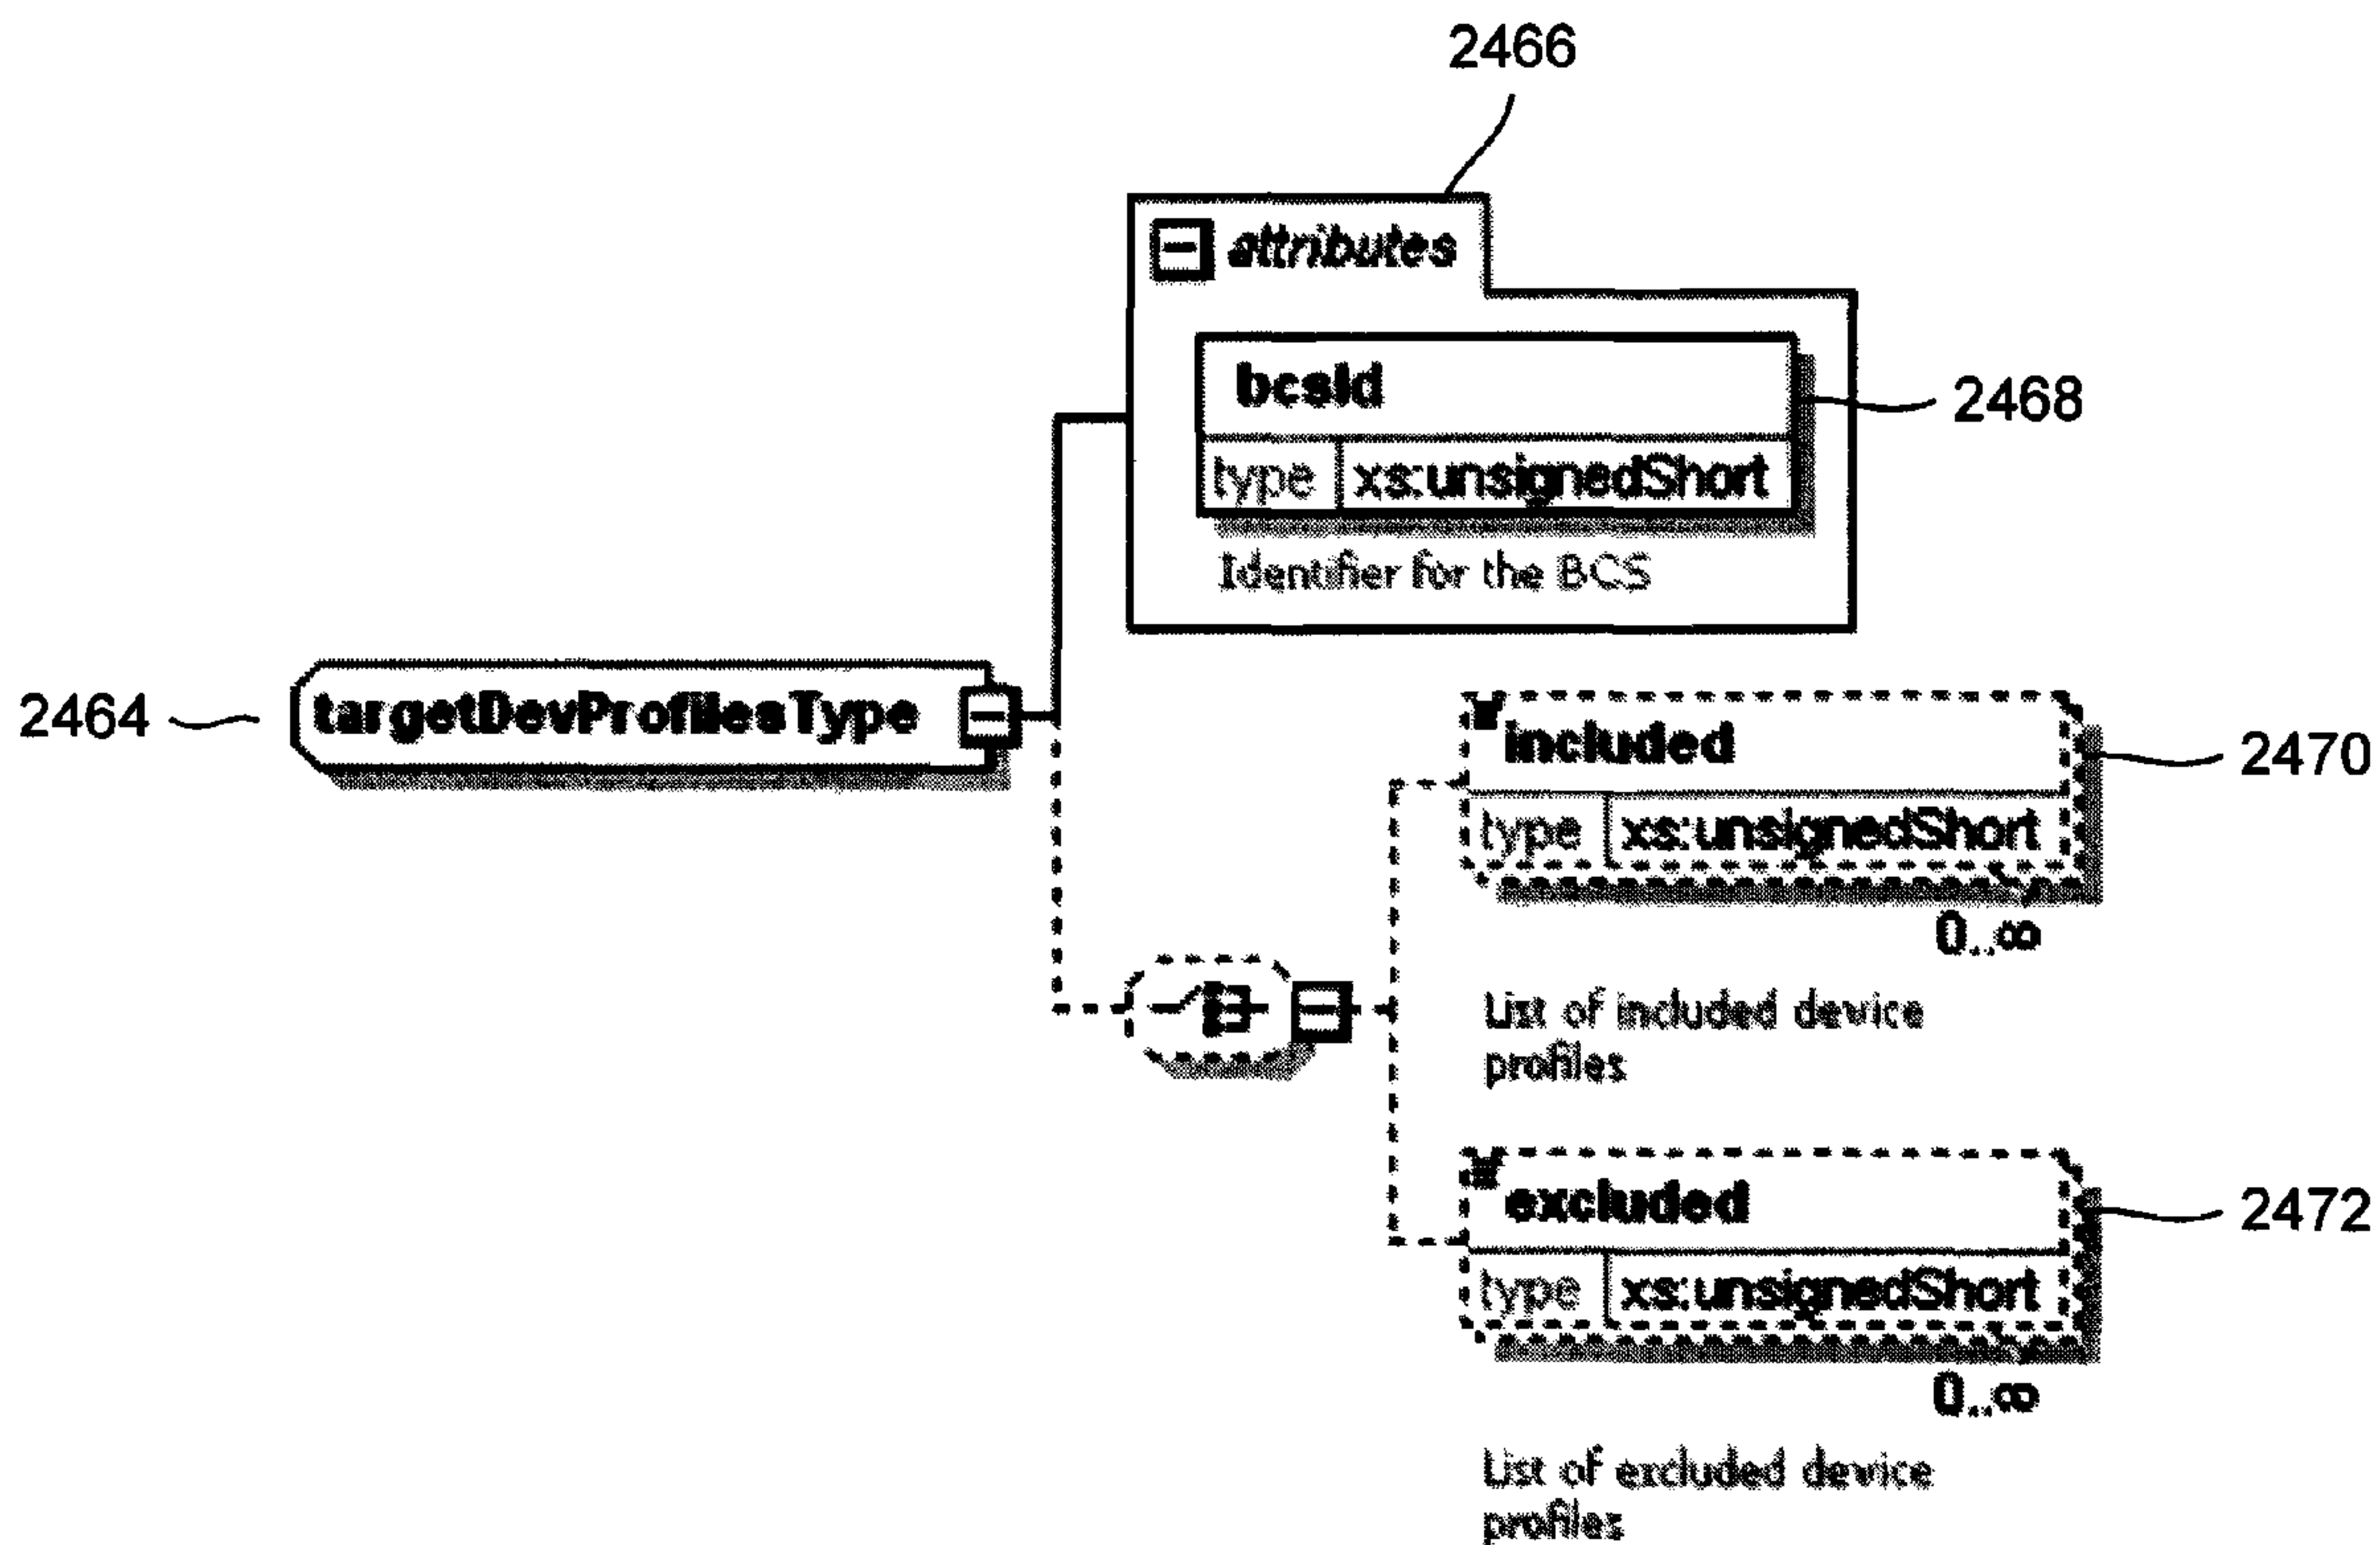 2466
attributes
bcsId
2468
type xs:unsignedShort
Identifier for the BCS
2464
targetDevProfilesType
included
2470
type xs:unsignedShort
0..∞
List of included device
profiles
excluded
2472
type xs:unsignedShort
0..∞
List of excluded device
profiles